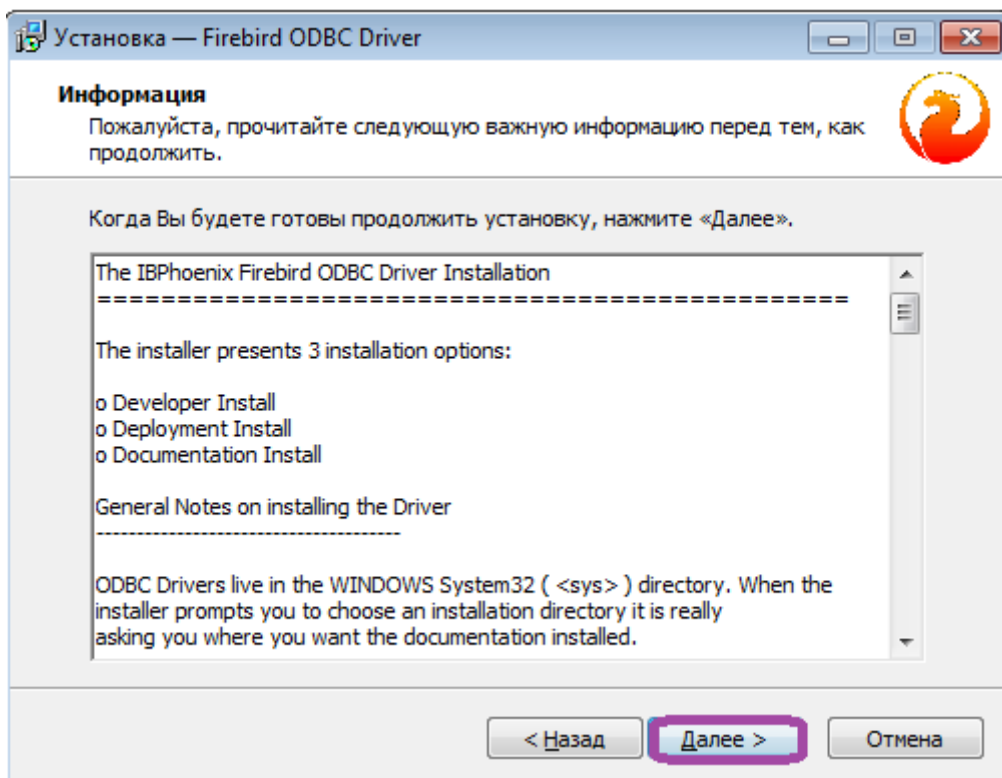 Установка — Firebird ODBC Driver
Информация
Пожалуйста, прочитайте следующую важную информацию перед тем, как
продолжить.
Когда Вы будете готовы продолжить установку, нажмите «Далее».
The IBPhoenix Firebird ODBC Driver Installation
===============================================
The installer presents 3 installation options:
o Developer Install
o Deployment Install
o Documentation Install
General Notes on installing the Driver
--------------------------------------
ODBC Drivers live in the WINDOWS System32 ( <sys> ) directory. When the
installer prompts you to choose an installation directory it is really
asking you where you want the documentation installed.
< Назад Далее > Отмена